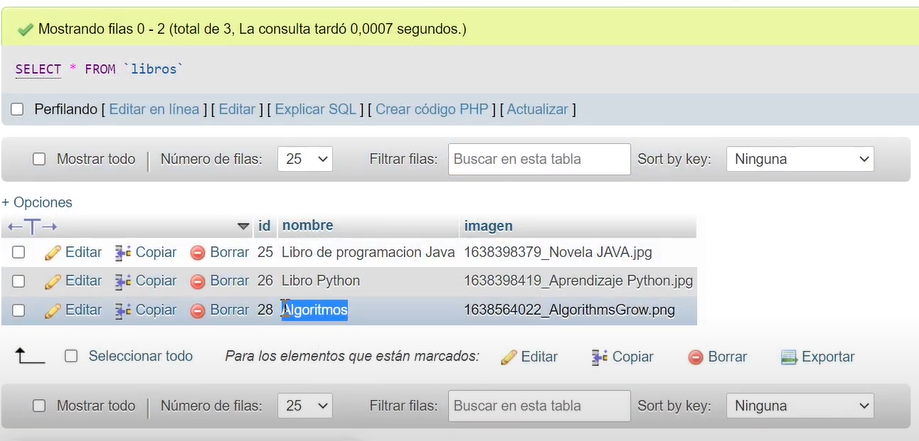 Mostrando filas 0 - 2 (total de 3, La consulta tardó 0,0007 segundos.)
SELECT * FROM `libros`
Perfilando [ Editar en línea ] [ Editar ] [ Explicar SQL ] [ Crear código PHP ] [ Actualizar ]
Mostrar todo Número de filas: 25 Filtrar filas: Buscar en esta tabla Sort by key: Ninguna
+ Opciones
id nombre imagen
Editar Copiar Borrar 25 Libro de programacion Java 1638398379_Novela JAVA.jpg
Editar Copiar Borrar 26 Libro Python 1638398419_Aprendizaje Python.jpg
Editar Copiar Borrar 28 Algoritmos 1638564022_AlgorithmsGrow.png
Seleccionar todo Para los elementos que están marcados: Editar Copiar Borrar Exportar
Mostrar todo Número de filas: 25 Filtrar filas: Buscar en esta tabla Sort by key: Ninguna